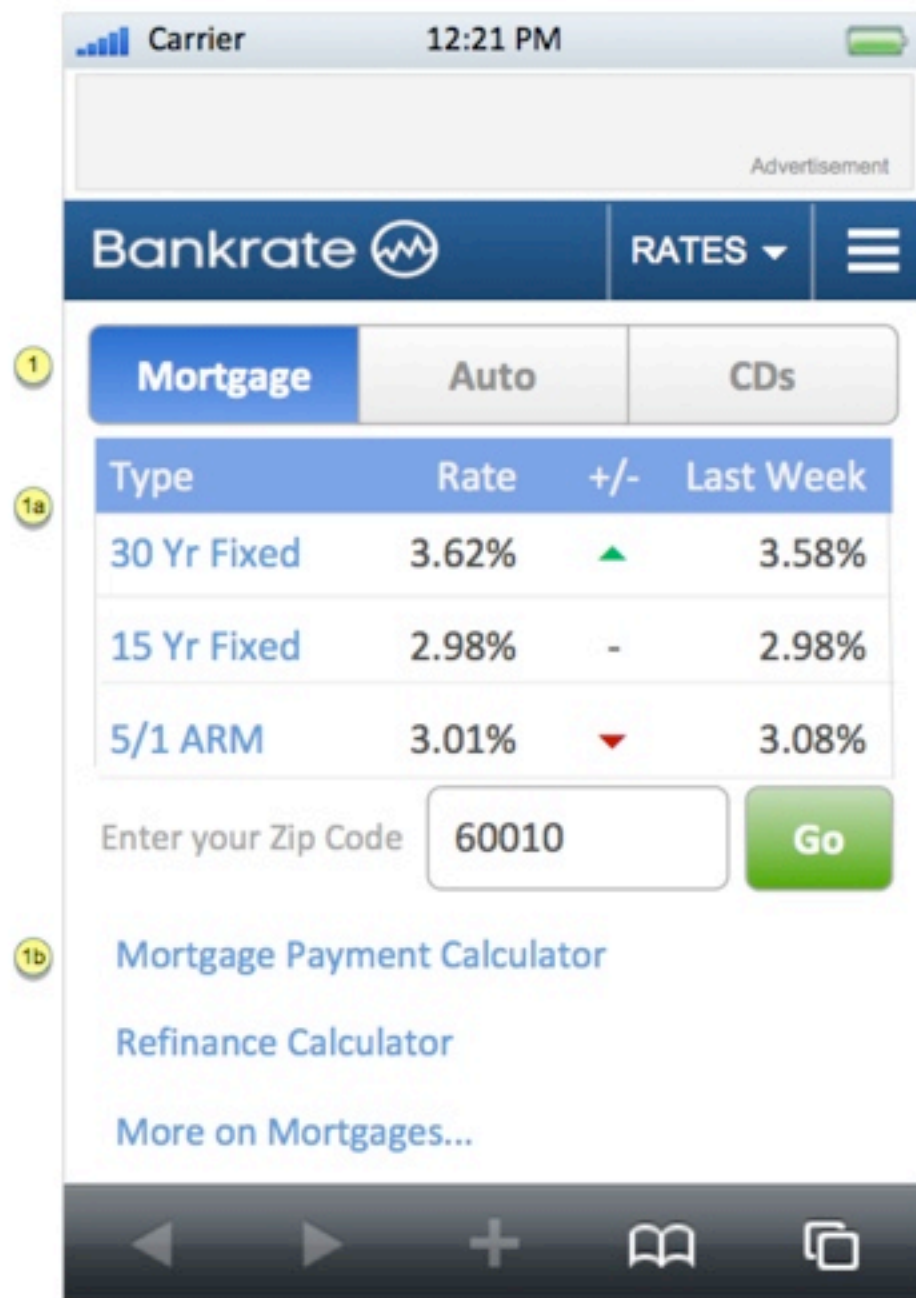 Carrier 12:21 PM
Advertisement
Bankrate RATES
1 Mortgage Auto CDs
1a Type Rate +/- Last Week
30 Yr Fixed 3.62% 3.58%
15 Yr Fixed 2.98% - 2.98%
5/1 ARM 3.01% 3.08%
Enter your Zip Code 60010 Go
1b Mortgage Payment Calculator
Refinance Calculator
More on Mortgages...